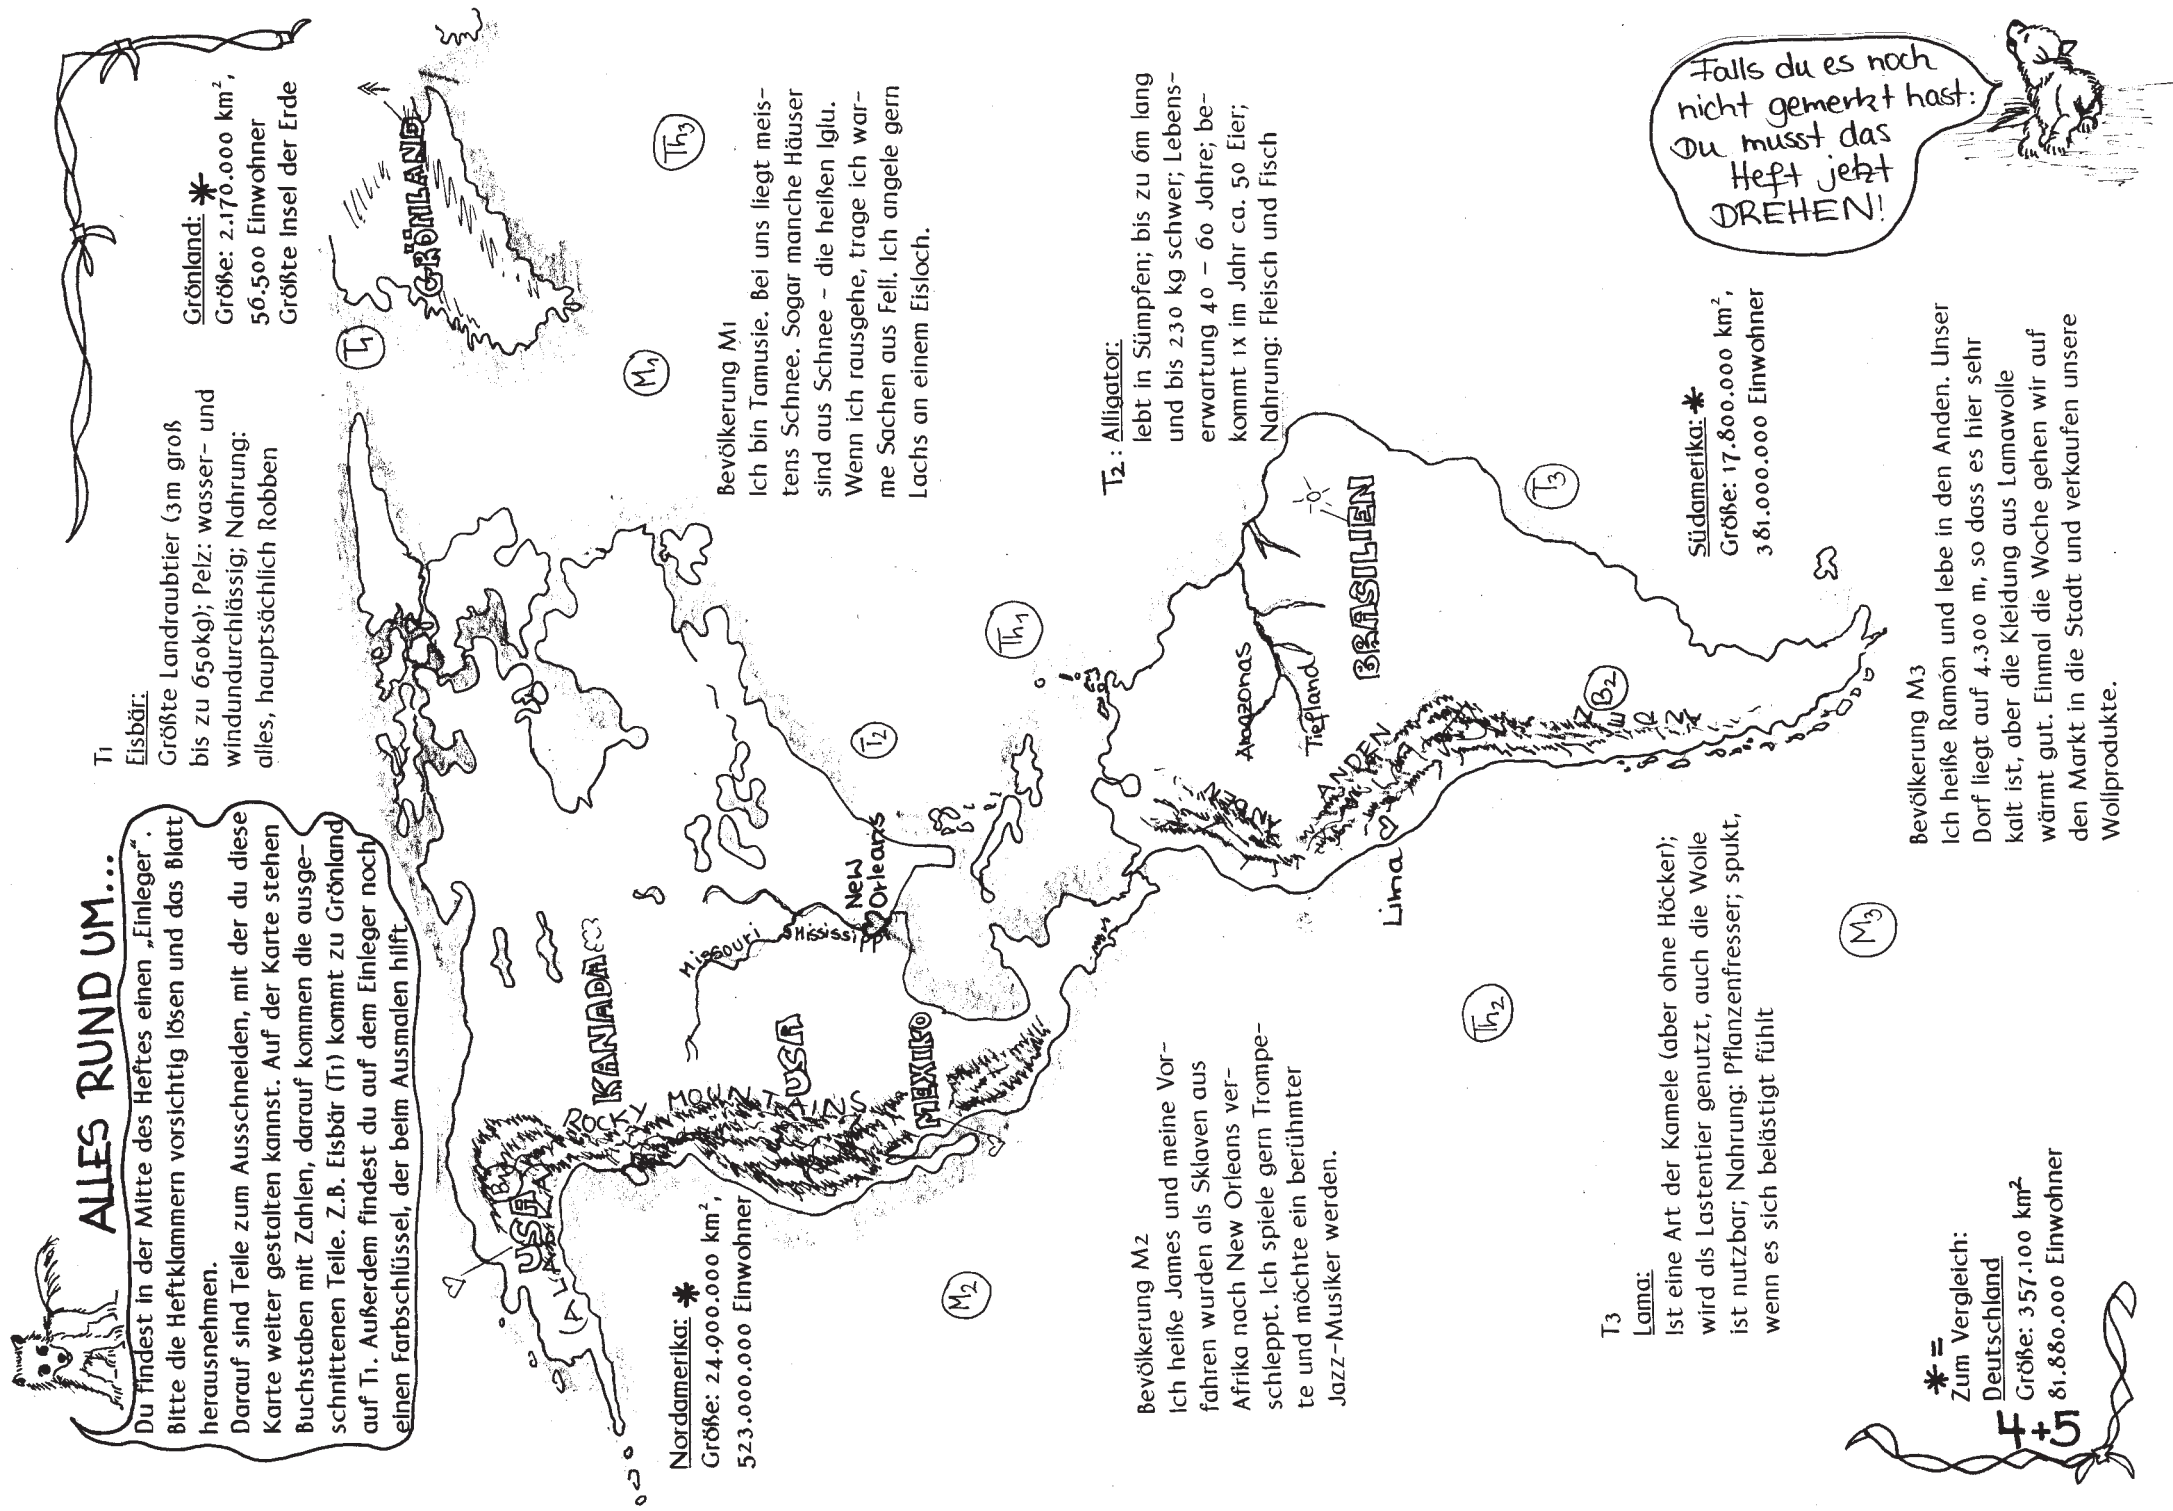 ALLES RUND UM...
Du findest in der Mitte des Heftes einen „Einleger“.
Bitte die Heftklammern vorsichtig lösen und das Blatt
herausnehmen.
Darauf sind Teile zum Ausschneiden, mit der du diese
Karte weiter gestalten kannst. Auf der Karte stehen
Buchstaben mit Zahlen, darauf kommen die ausge-
schnittenen Teile. Z.B. Eisbär (T1) kommt zu Grönland
auf T1. Außerdem findest du auf dem Einleger noch
einen Farbschlüssel, der beim Ausmalen hilft.
T1
Eisbär:
Größte Landraubtier (3m groß
bis zu 650kg); Pelz: wasser- und
windundurchlässig; Nahrung:
alles, hauptsächlich Robben
Grönland: *
Größe: 2.170.000 km²,
56.500 Einwohner
Größte Insel der Erde
GRÖNLAND
T1
M1
Th3
B1
USA
KANADA
ROCKY MOUNTAINS
USA
MEXIKO
Missouri
Mississippi
New
Orleans
T2
Th1
Nordamerika: *
Größe: 24.900.000 km²,
523.000.000 Einwohner
M2
Bevölkerung M1
Ich bin Tamusie. Bei uns liegt meis-
tens Schnee. Sogar manche Häuser
sind aus Schnee - die heißen Iglu.
Wenn ich rausgehe, trage ich war-
me Sachen aus Fell. Ich angele gern
Lachs an einem Eisloch.
T2: Alligator:
lebt in Sümpfen; bis zu 6m lang
und bis 230 kg schwer; Lebens-
erwartung 40 - 60 Jahre; be-
kommt 1x im Jahr ca. 50 Eier;
Nahrung: Fleisch und Fisch
Bevölkerung M2
Ich heiße James und meine Vor-
fahren wurden als Sklaven aus
Afrika nach New Orleans ver-
schleppt. Ich spiele gern Trompe-
te und möchte ein berühmter
Jazz-Musiker werden.
Amazonas
Tiefland
BRASILIEN
ANDEN
ANDEN
Lima
B2
T3
Th2
M3
T3
Lama:
Ist eine Art der Kamele (aber ohne Höcker);
wird als Lastentier genutzt, auch die Wolle
ist nutzbar; Nahrung: Pflanzenfresser; spukt,
wenn es sich belästigt fühlt
Südamerika: *
Größe: 17.800.000 km²,
381.000.000 Einwohner
Bevölkerung M3
Ich heiße Ramón und lebe in den Anden. Unser
Dorf liegt auf 4.300 m, so dass es hier sehr
kalt ist, aber die Kleidung aus Lamawolle
wärmt gut. Einmal die Woche gehen wir auf
den Markt in die Stadt und verkaufen unsere
Wollprodukte.
Falls du es noch
nicht gemerkt hast:
Du musst das
Heft jetzt
DREHEN!
* =
Zum Vergleich:
Deutschland
Größe: 357.100 km²
81.880.000 Einwohner
4+5